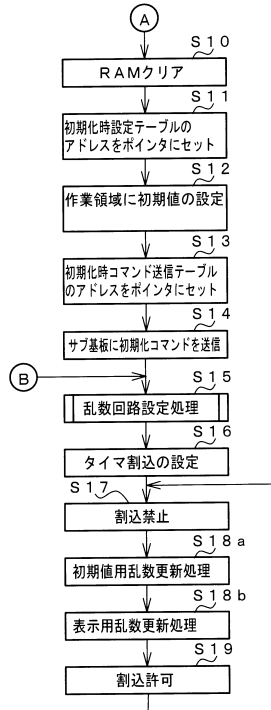 A
S10
RAMクリア
S11
初期化時設定テーブルの
アドレスをポインタにセット
S12
作業領域に初期値の設定
S13
初期化時コマンド送信テーブル
のアドレスをポインタにセット
S14
サブ基板に初期化コマンドを送信
B
S15
乱数回路設定処理
S16
タイマ割込の設定
S17
割込禁止
S18a
初期値用乱数更新処理
S18b
表示用乱数更新処理
S19
割込許可